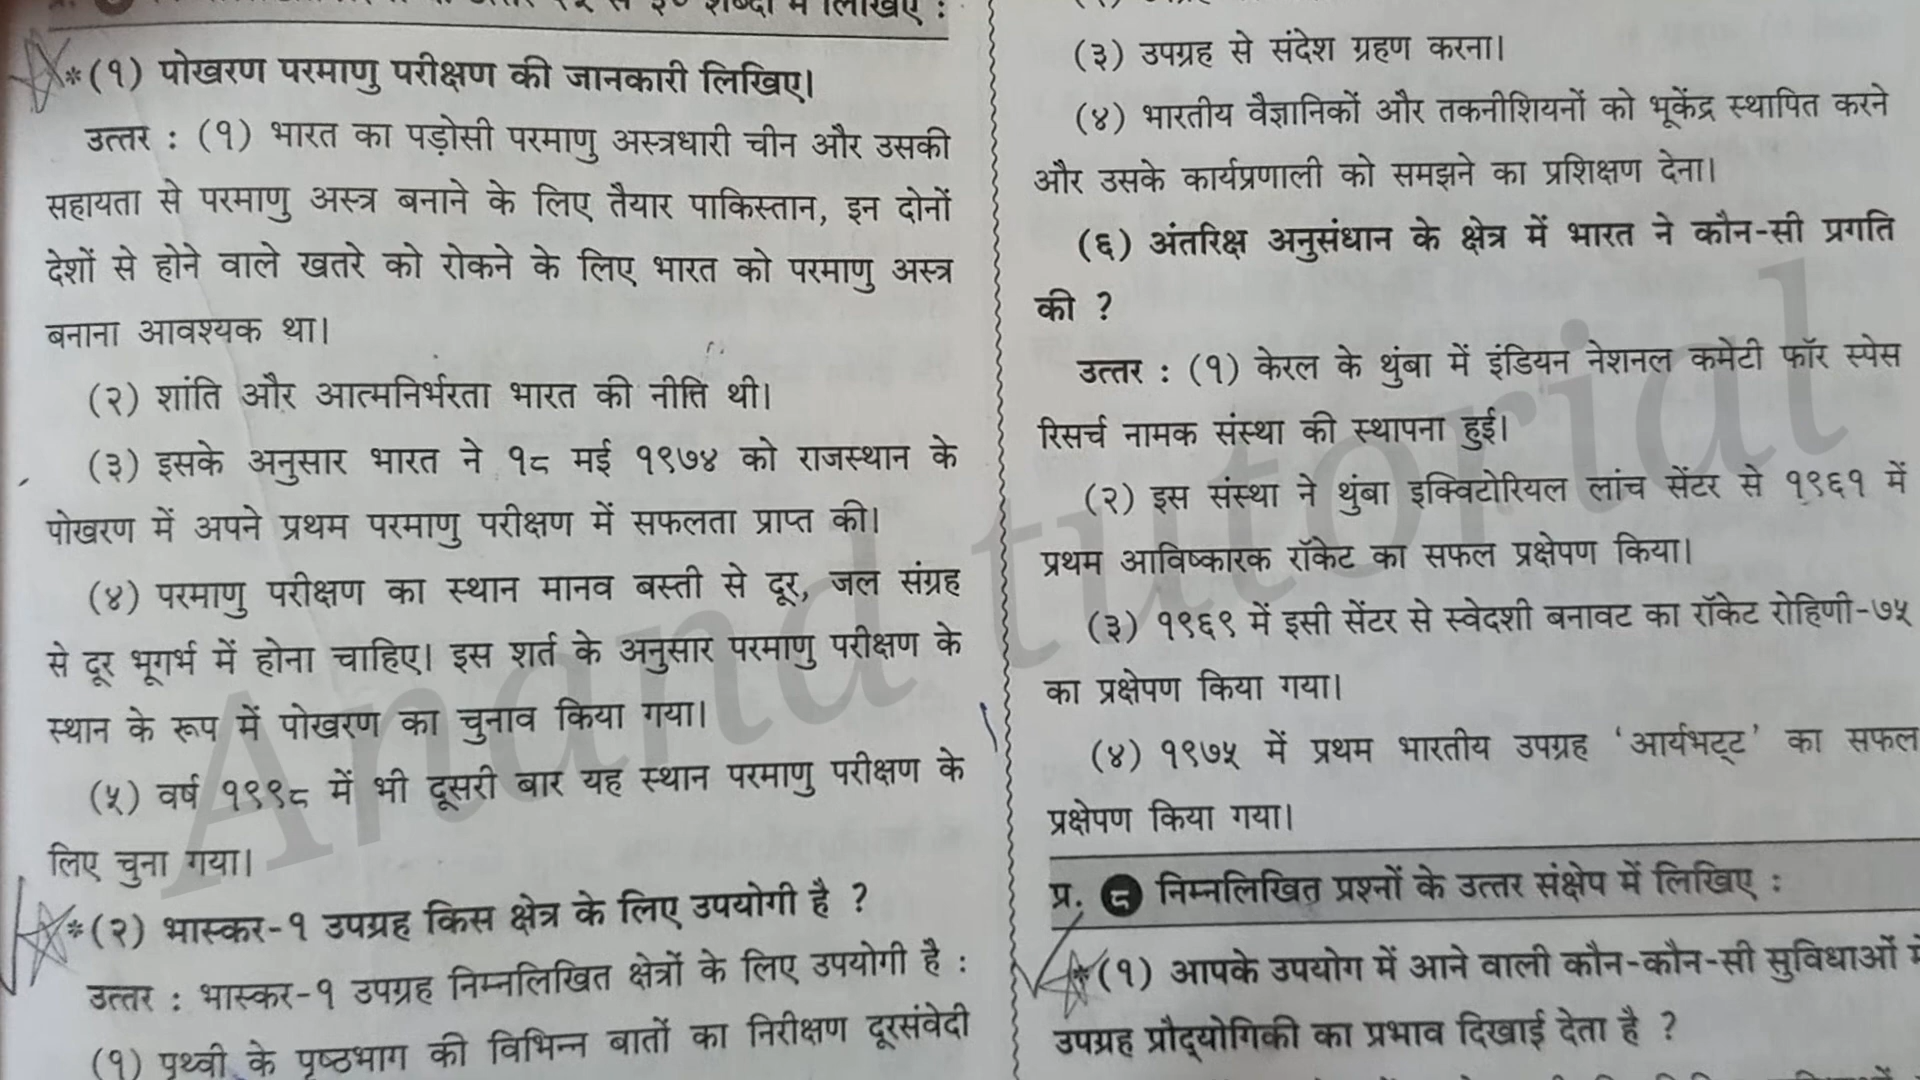 शब्दों में लिखिए :
*(१) पोखरण परमाणु परीक्षण की जानकारी लिखिए।
उत्तर : (१) भारत का पड़ोसी परमाणु अस्त्रधारी चीन और उसकी
सहायता से परमाणु अस्त्र बनाने के लिए तैयार पाकिस्तान, इन दोनों
देशों से होने वाले खतरे को रोकने के लिए भारत को परमाणु अस्त्र
बनाना आवश्यक था।
(२) शांति और आत्मनिर्भरता भारत की नीति थी।
(३) इसके अनुसार भारत ने १८ मई १९७४ को राजस्थान के
पोखरण में अपने प्रथम परमाणु परीक्षण में सफलता प्राप्त की।
(४) परमाणु परीक्षण का स्थान मानव बस्ती से दूर, जल संग्रह
से दूर भूगर्भ में होना चाहिए। इस शर्त के अनुसार परमाणु परीक्षण के
स्थान के रूप में पोखरण का चुनाव किया गया।
(५) वर्ष १९९८ में भी दूसरी बार यह स्थान परमाणु परीक्षण के
लिए चुना गया।
*(२) भास्कर-१ उपग्रह किस क्षेत्र के लिए उपयोगी है ?
उत्तर : भास्कर-१ उपग्रह निम्नलिखित क्षेत्रों के लिए उपयोगी है :
(१) पृथ्वी के पृष्ठभाग की विभिन्न बातों का निरीक्षण दूरसंवेदी
(३) उपग्रह से संदेश ग्रहण करना।
(४) भारतीय वैज्ञानिकों और तकनीशियनों को भूकेंद्र स्थापित करने
और उसके कार्यप्रणाली को समझने का प्रशिक्षण देना।
(६) अंतरिक्ष अनुसंधान के क्षेत्र में भारत ने कौन-सी प्रगति
की ?
उत्तर : (१) केरल के थुंबा में इंडियन नेशनल कमेटी फॉर स्पेस
रिसर्च नामक संस्था की स्थापना हुई।
(२) इस संस्था ने थुंबा इक्विटोरियल लांच सेंटर से १९६१ में
प्रथम आविष्कारक रॉकेट का सफल प्रक्षेपण किया।
(३) १९६९ में इसी सेंटर से स्वेदशी बनावट का रॉकेट रोहिणी-७५
का प्रक्षेपण किया गया।
(४) १९७५ में प्रथम भारतीय उपग्रह 'आर्यभट्ट' का सफल
प्रक्षेपण किया गया।
प्र. ८ निम्नलिखित प्रश्नों के उत्तर संक्षेप में लिखिए :
*(१) आपके उपयोग में आने वाली कौन-कौन-सी सुविधाओं में
उपग्रह प्रौद्योगिकी का प्रभाव दिखाई देता है ?
Anand tutorial